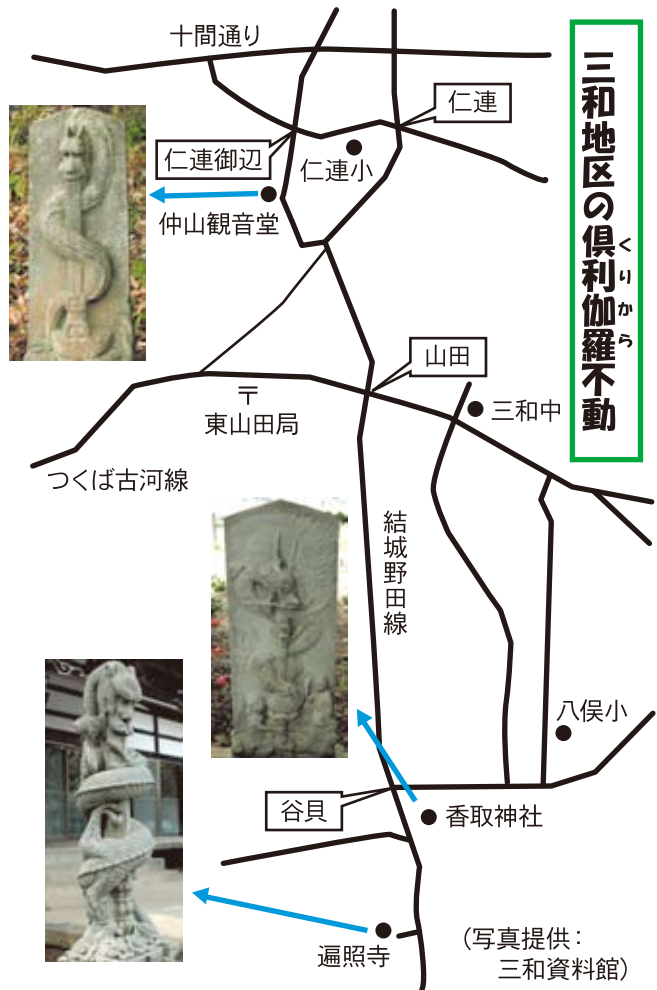 三和地区の倶利伽羅不動
くりから
十間通り
仁連
仁連御辺
仁連小
仲山観音堂
山田
〒
東山田局
三和中
つくば古河線
結城野田線
八俣小
谷貝
香取神社
遍照寺
(写真提供:
三和資料館)